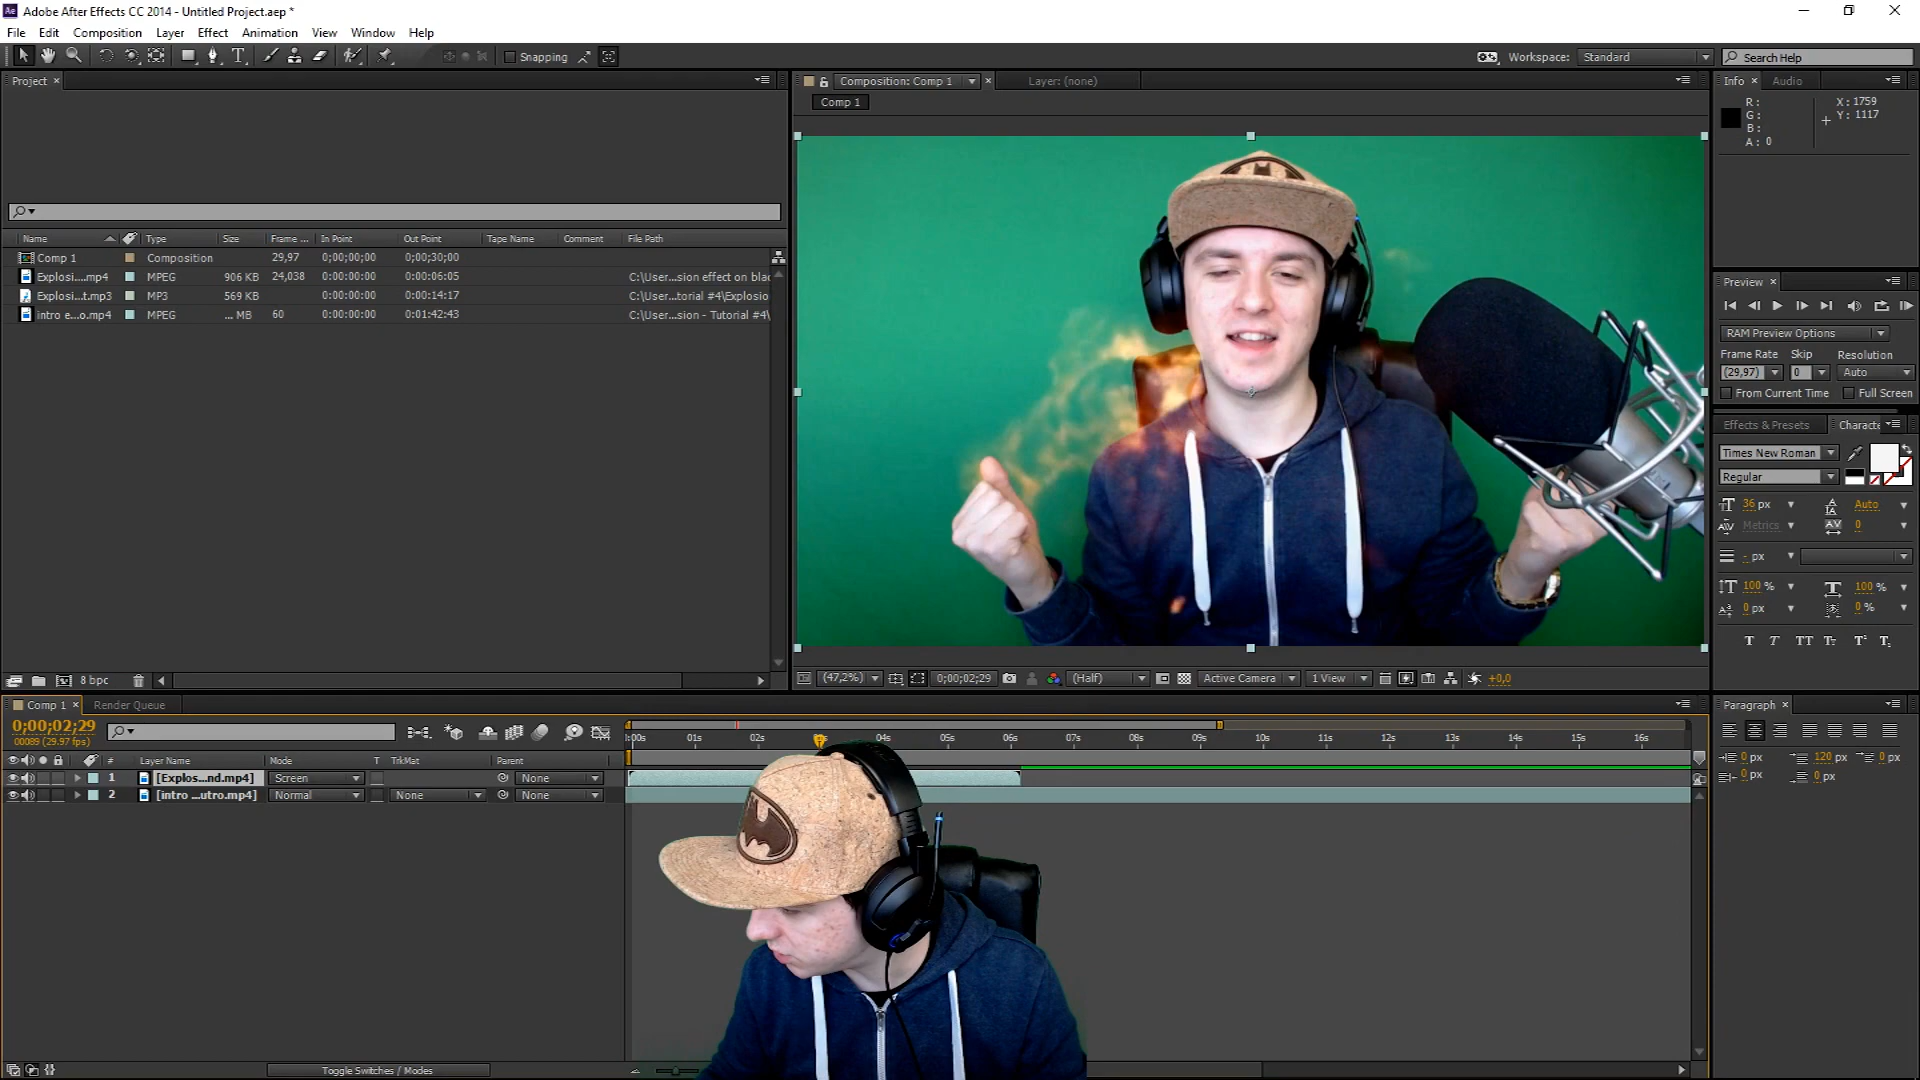 Adobe After Effects CC 2014 - Untitled Project.aep *
File Edit Composition Layer Effect Animation View Window Help
Snapping
Workspace: Standard
Search Help
Project
Name Type Size Frame ... In Point Out Point Tape Name Comment File Path
Comp 1 Composition 29,97 0;00;00;00 0;00;30;00
Explosi....mp4 MPEG 906 KB 24,038 0:00:00:00 0:00:06:05 C:\User...sion effect on blac
Explosi...t.mp3 MP3 569 KB 0:00:00:00 0:00:14:17 C:\User...torial #4\Explosio
intro e...o.mp4 MPEG ... MB 60 0:00:00:00 0:01:42:43 C:\User...sion - Tutorial #4\
8 bpc
Composition: Comp 1
Layer: (none)
Comp 1
(47,2%) 0;00;02;29 (Half) Active Camera 1 View +0,0
Info Audio
R: X: 1759
G: Y: 1117
B:
A: 0
Preview
RAM Preview Options
Frame Rate Skip Resolution
(29,97) 0 Auto
From Current Time Full Screen
Effects & Presets Characte
Times New Roman
Regular
36 px Auto
Metrics 0
- px
100 % 100 %
0 px 0 %
T T TT Tt T¹ T,
Paragraph
0 px 120 px 0 px
0 px 0 px
Comp 1 Render Queue
0;00;02;29
00089 (29.97 fps)
# Layer Name Mode T TrkMat Parent
1 [Explos...nd.mp4] Screen None
2 [intro ...utro.mp4] Normal None None
:00s 01s 02s 04s 05s 06s 07s 08s 09s 10s 11s 12s 13s 14s 15s 16s
Toggle Switches / Modes